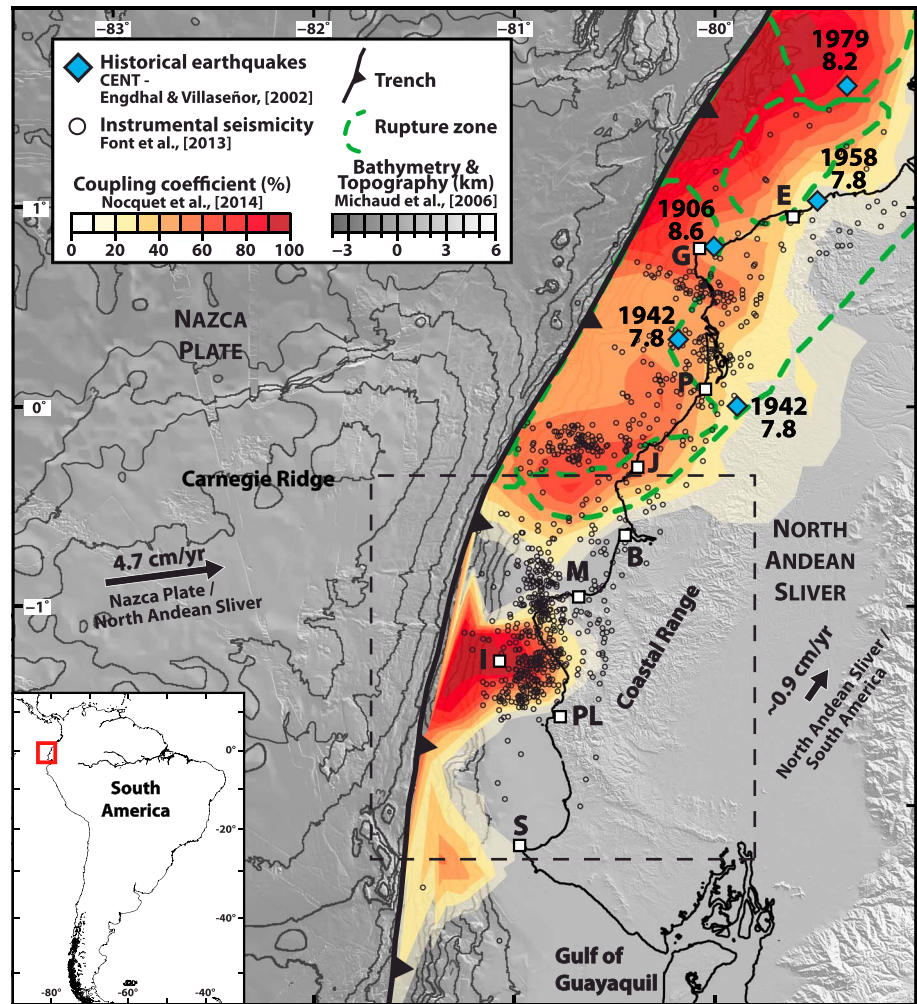 −83˚
−82˚
−81˚
−80˚
Historical earthquakes
CENT -
Engdhal & Villaseñor, [2002]
Instrumental seismicity
Font et al., [2013]
Coupling coefficient (%)
Nocquet et al., [2014]
0 20 40 60 80 100
Trench
Rupture zone
Bathymetry &
Topography (km)
Michaud et al., [2006]
−3 0 3 6
1979
8.2
1958
7.8
1°
E
1906
8.6
G
NAZCA
PLATE
1942
7.8
P
0°
1942
7.8
J
Carnegie Ridge
B
NORTH
ANDEAN
SLIVER
4.7 cm/yr
Nazca Plate /
North Andean Sliver
M
−1°
Coastal Range
I
~0.9 cm/yr
North Andean Sliver /
South America
PL
S
Gulf of
Guayaquil
South
America
0°
-20°
-40°
-80°
-60°
-40°